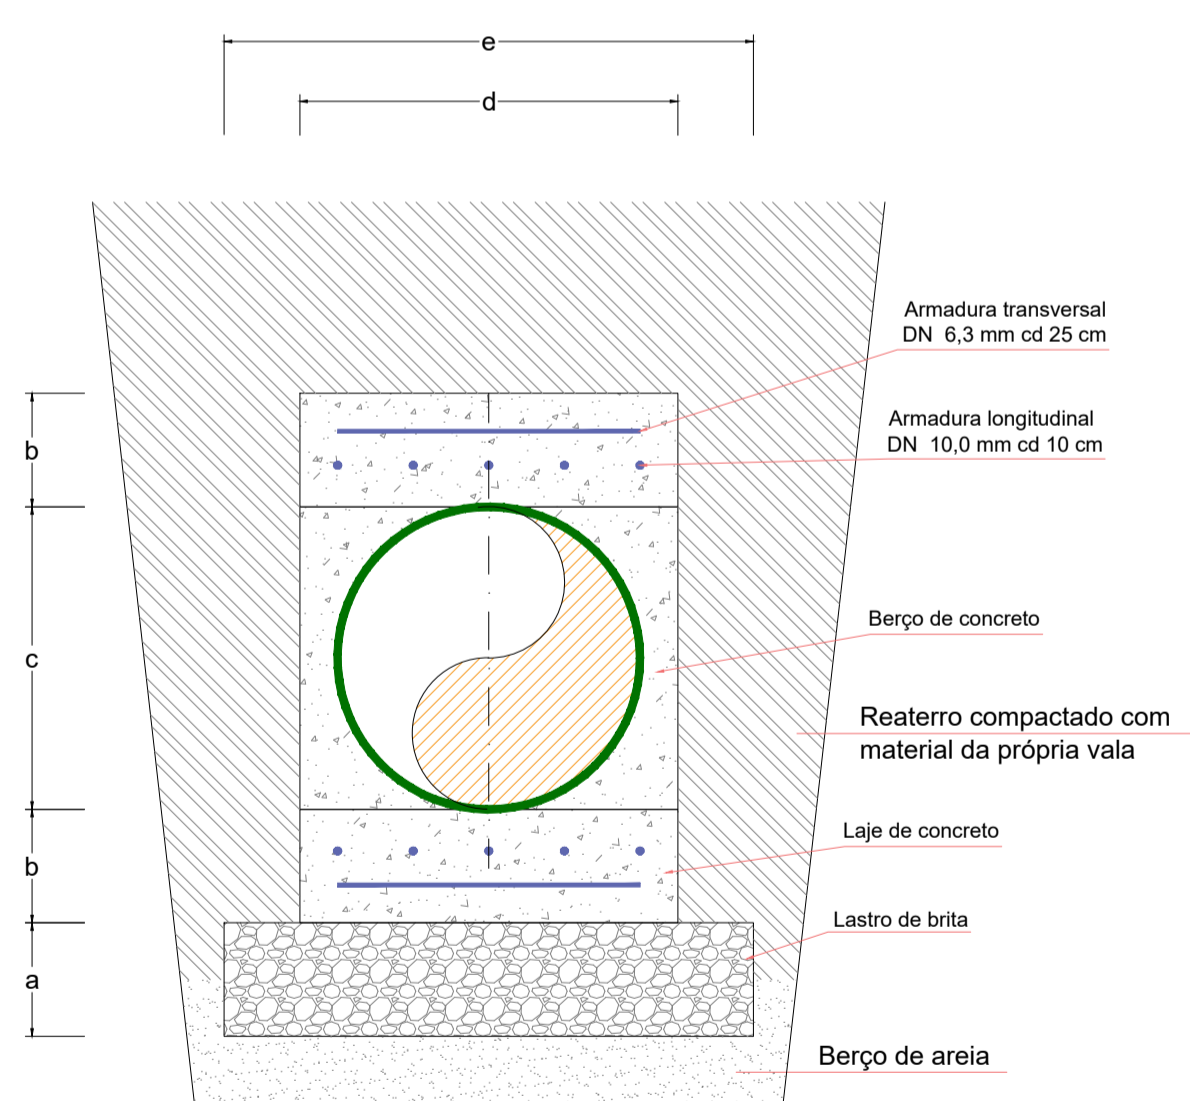 e
d
Armadura transversal
DN 6,3 mm cd 25 cm
Armadura longitudinal
DN 10,0 mm cd 10 cm
b
Berço de concreto
c
Reaterro compactado com
material da própria vala
Laje de concreto
b
Lastro de brita
a
Berço de areia